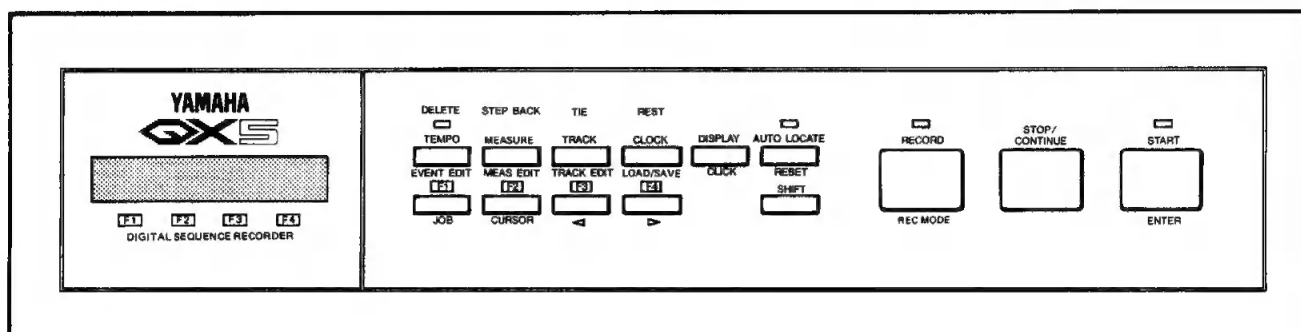 YAMAHA
QX5
F1 F2 F3 F4
DIGITAL SEQUENCE RECORDER
DELETE STEP BACK TIE REST
TEMPO MEASURE TRACK CLOCK DISPLAY AUTO LOCATE
EVENT EDIT MEAS EDIT TRACK EDIT LOAD/SAVE CLICK RESET
F1 F2 F3 F4 SHIFT
JOB CURSOR ◁ ▷
RECORD STOP/ CONTINUE START
REC MODE ENTER